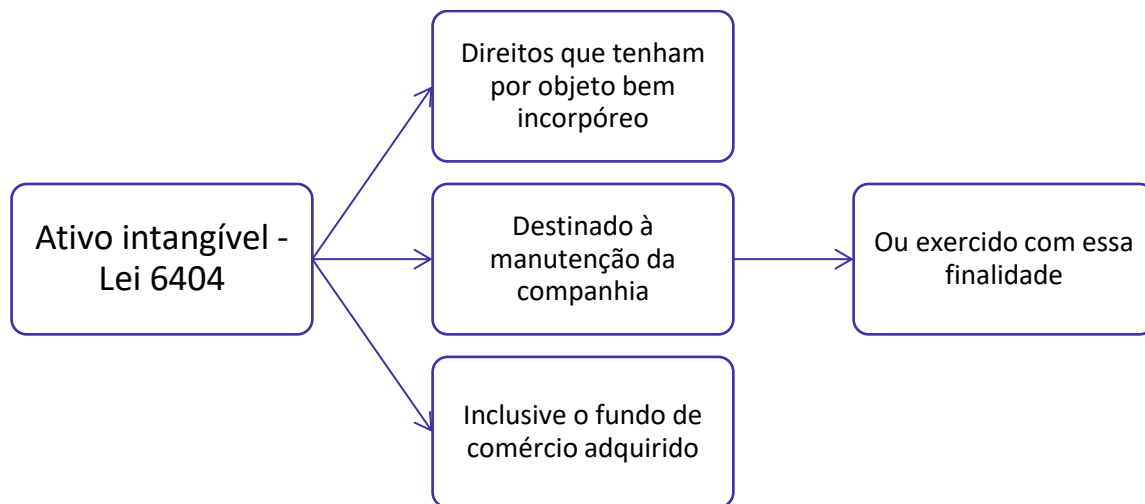 Direitos que tenham
por objeto bem
incorpóreo
Ativo intangível -
Lei 6404
Destinado à
manutenção da
companhia
Ou exercido com essa
finalidade
Inclusive o fundo de
comércio adquirido